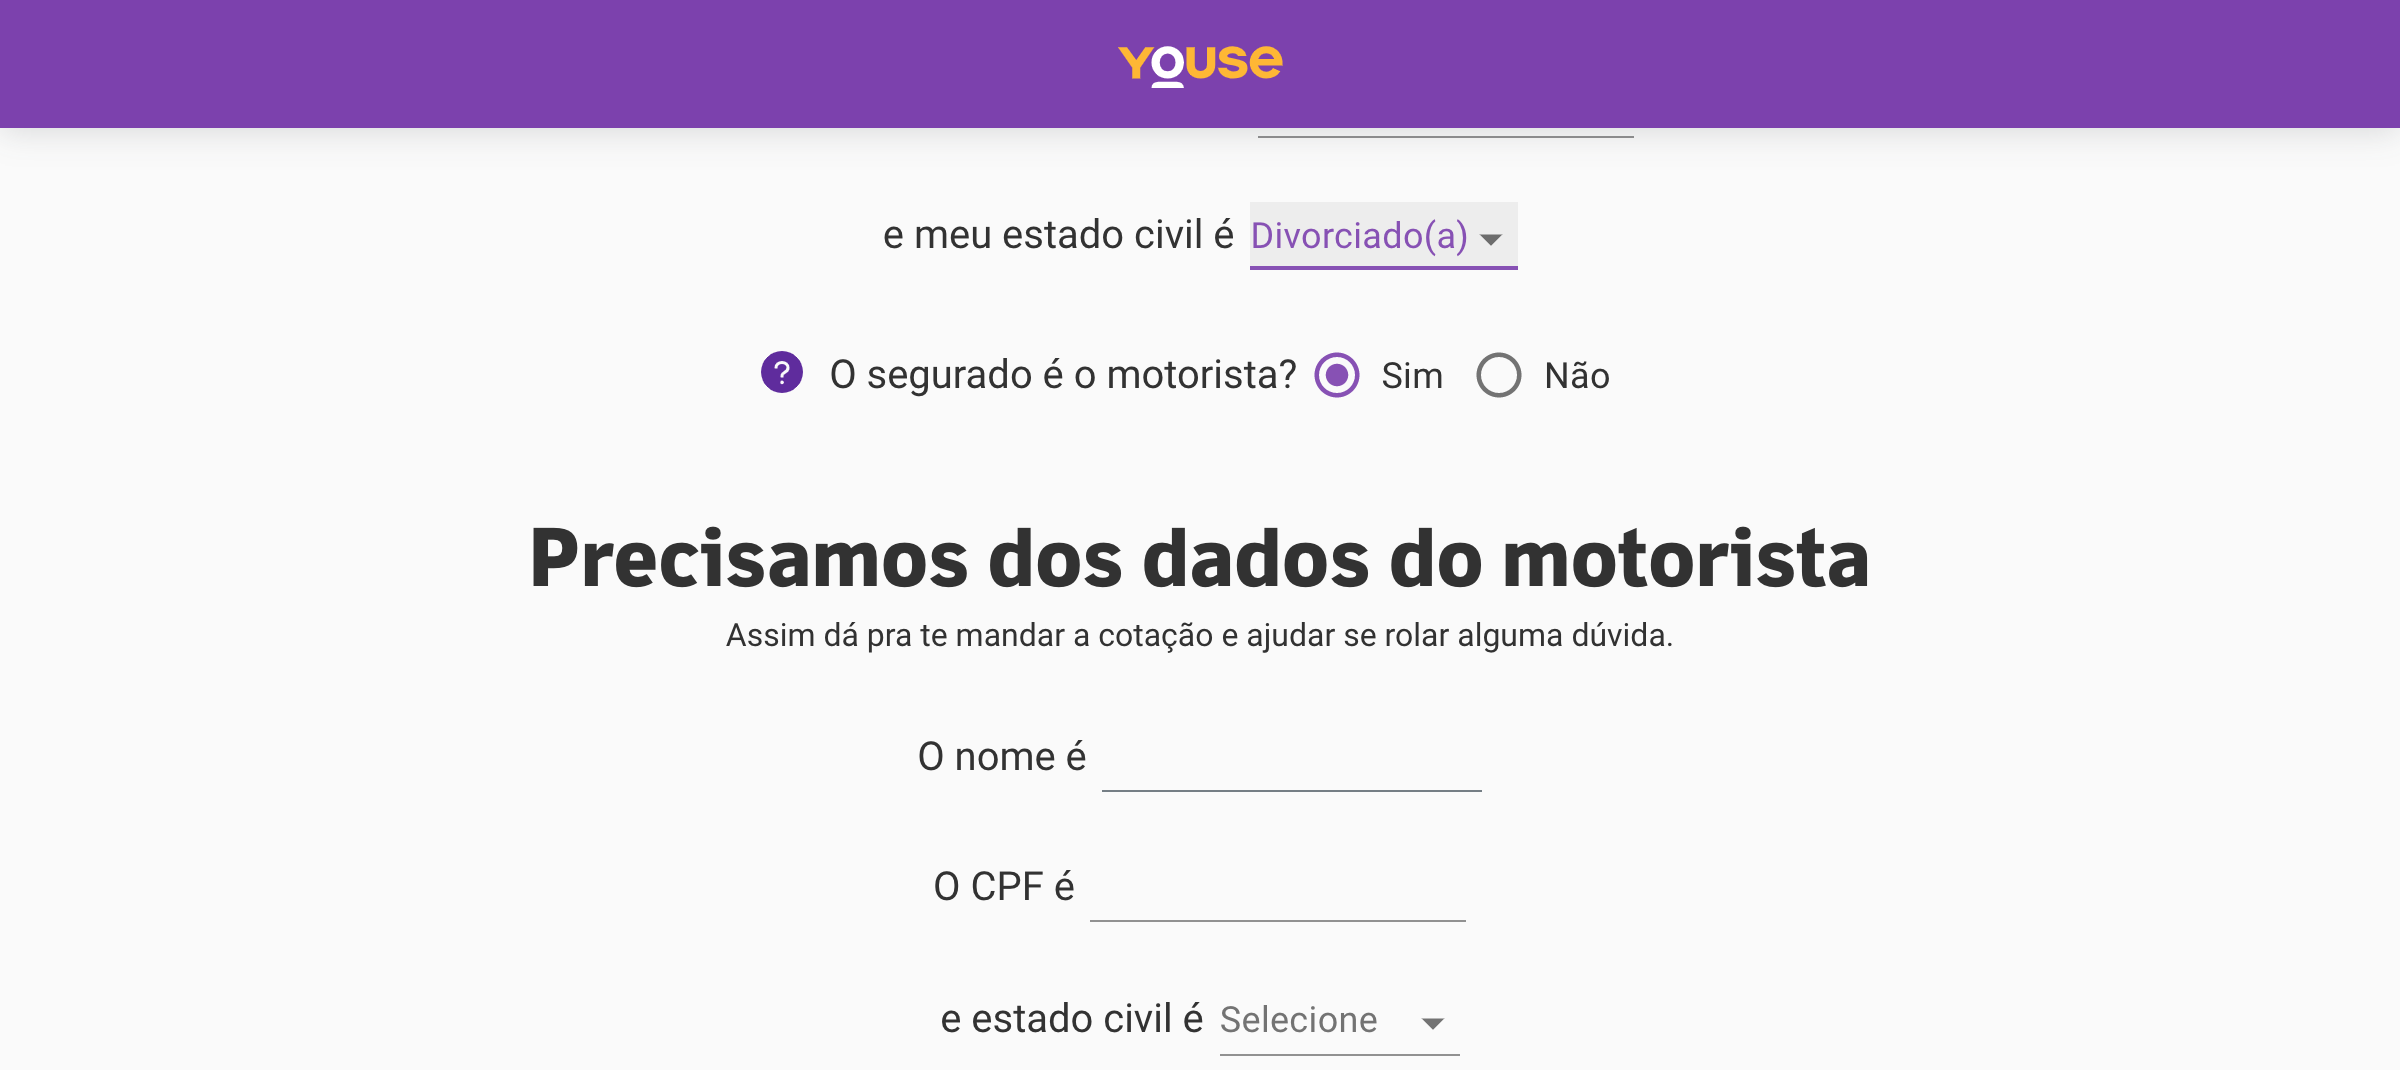 YOUSE
e meu estado civil é Divorciado(a)
? O segurado é o motorista? Sim Não
Precisamos dos dados do motorista
Assim dá pra te mandar a cotação e ajudar se rolar alguma dúvida.
O nome é
O CPF é
e estado civil é Selecione